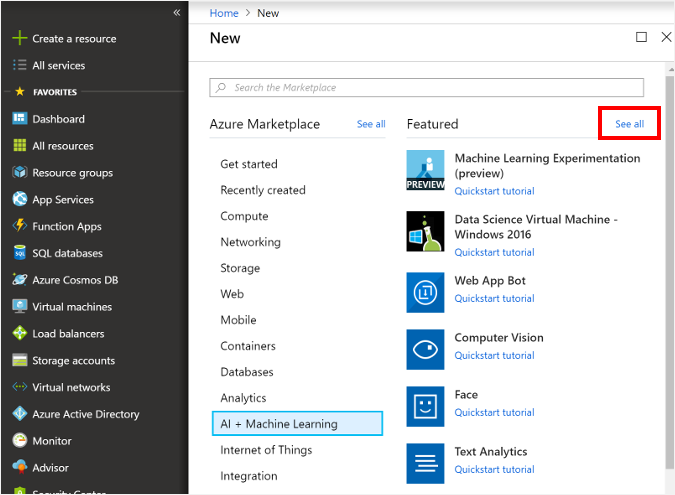 «
Create a resource
All services
FAVORITES
Dashboard
All resources
Resource groups
App Services
Function Apps
SQL
SQL databases
Azure Cosmos DB
Virtual machines
Load balancers
Storage accounts
Virtual networks
Azure Active Directory
Monitor
Advisor
Security Center
Home > New
New
Search the Marketplace
Azure Marketplace See all
Get started
Recently created
Compute
Networking
Storage
Web
Mobile
Containers
Databases
Analytics
AI + Machine Learning
Internet of Things
Integration
Featured See all
PREVIEW
Machine Learning Experimentation
(preview)
Quickstart tutorial
Data Science Virtual Machine -
Windows 2016
Quickstart tutorial
Web App Bot
Quickstart tutorial
Computer Vision
Quickstart tutorial
Face
Quickstart tutorial
Text Analytics
Quickstart tutorial